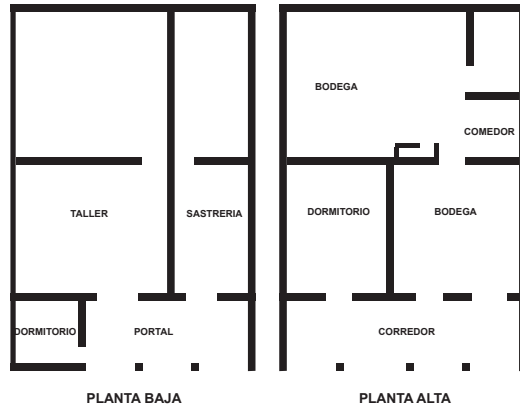 BODEGA
COMEDOR
TALLER
SASTRERIA
DORMITORIO
BODEGA
DORMITORIO
PORTAL
CORREDOR
PLANTA BAJA
PLANTA ALTA